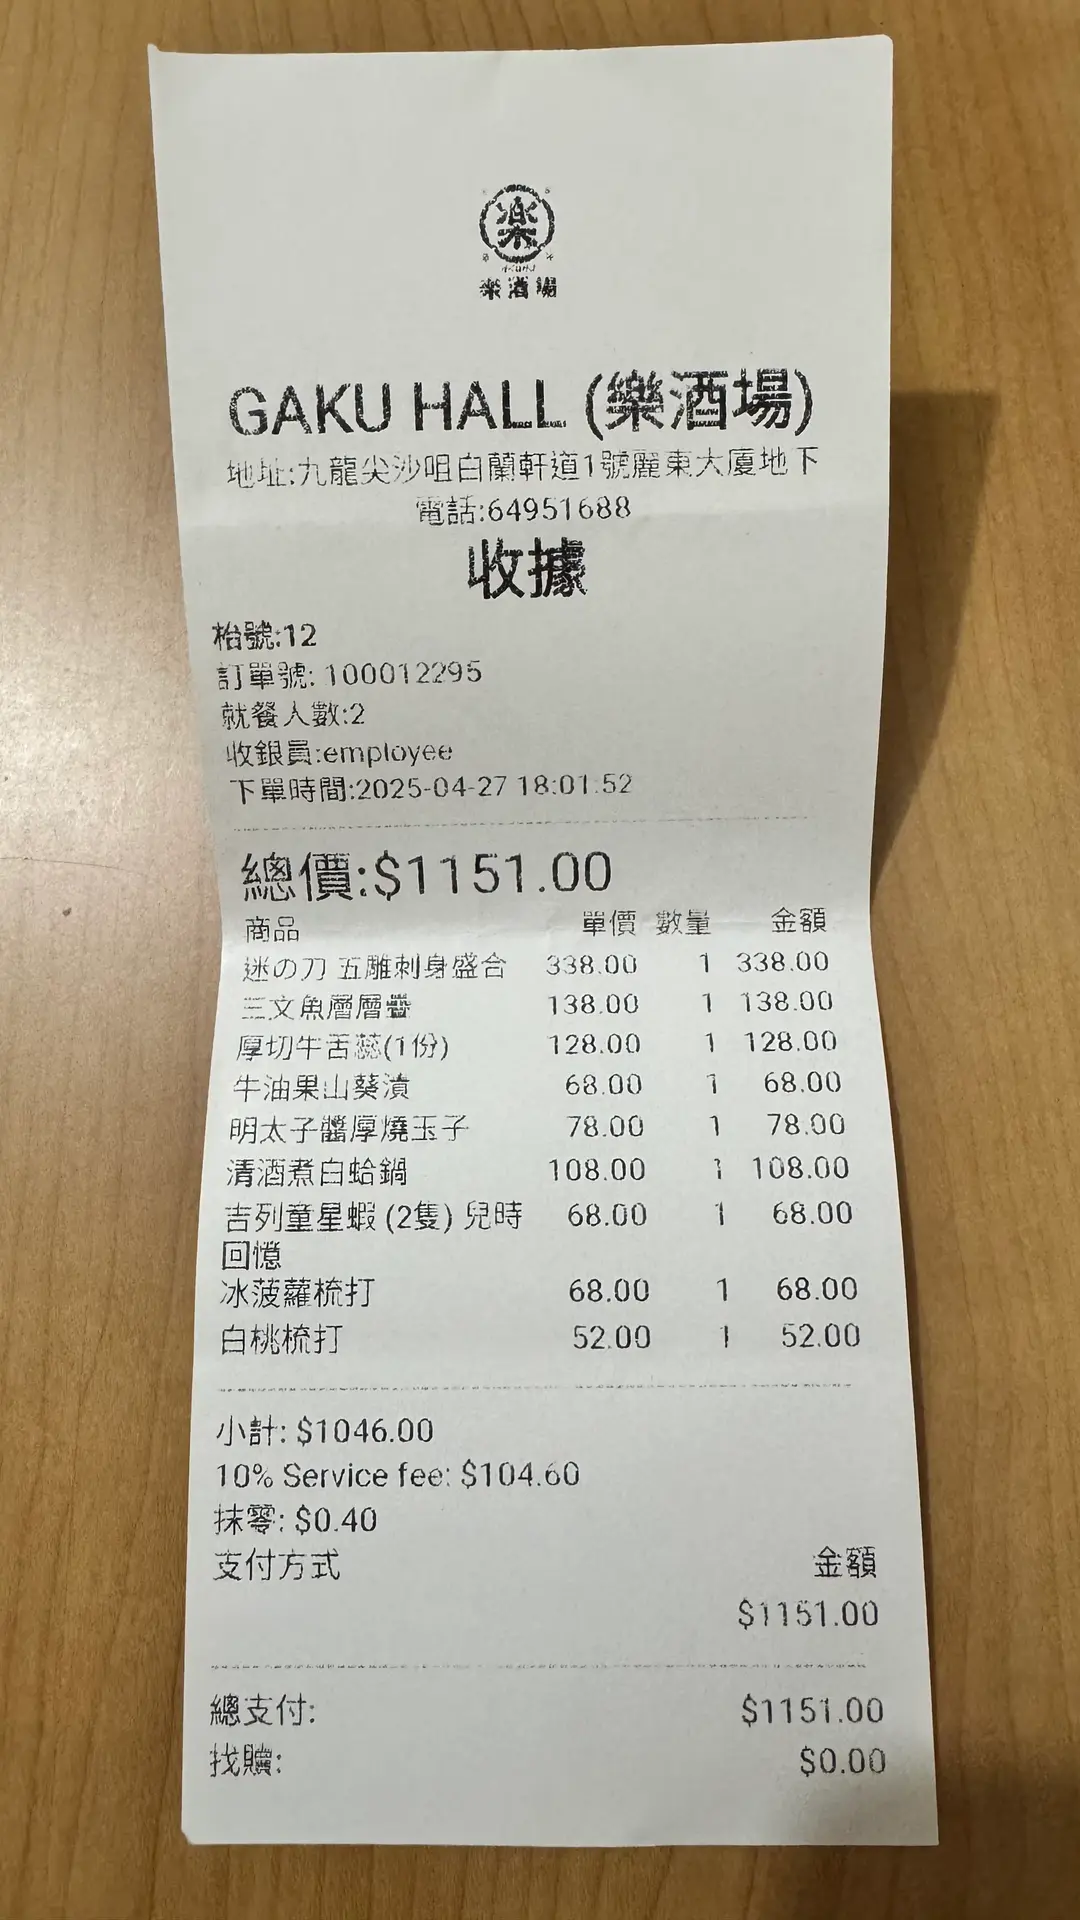 楽
楽酒場
GAKU HALL (樂酒場)
地址:九龍尖沙咀白蘭軒道1號麗東大廈地下
電話:64951688
收據
枱號:12
訂單號: 100012295
就餐人數:2
收銀員:employee
下單時間:2025-04-27 18:01:52
總價:$1151.00
商品 單價 數量 金額
迷の刀 五雕刺身盛合 338.00 1 338.00
三文魚層層疊 138.00 1 138.00
厚切牛舌蕊(1份) 128.00 1 128.00
牛油果山葵漬 68.00 1 68.00
明太子醬厚燒玉子 78.00 1 78.00
清酒煮白蛤鍋 108.00 1 108.00
吉列童星蝦 (2隻) 兒時 68.00 1 68.00
回憶
冰菠蘿梳打 68.00 1 68.00
白桃梳打 52.00 1 52.00
小計: $1046.00
10% Service fee: $104.60
抹零: $0.40
支付方式 金額
$1151.00
總支付: $1151.00
找贖: $0.00